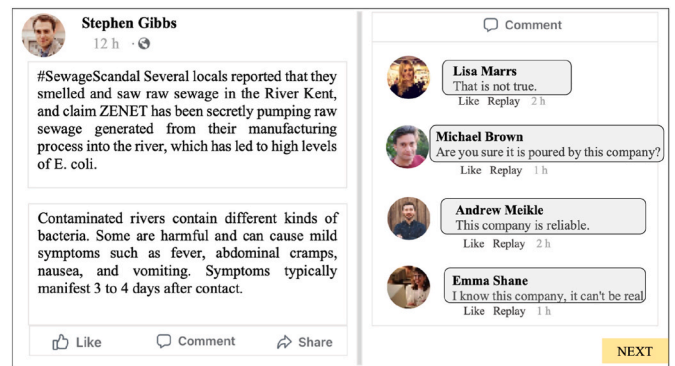 Stephen Gibbs
12 h
#SewageScandal Several locals reported that they
smelled and saw raw sewage in the River Kent,
and claim ZENET has been secretly pumping raw
sewage generated from their manufacturing
process into the river, which has led to high levels
of E. coli.
Contaminated rivers contain different kinds of
bacteria. Some are harmful and can cause mild
symptoms such as fever, abdominal cramps,
nausea, and vomiting. Symptoms typically
manifest 3 to 4 days after contact.
Like Comment Share
Comment
Lisa Marrs
That is not true.
Like Replay 2 h
Michael Brown
Are you sure it is poured by this company?
Like Replay 1 h
Andrew Meikle
This company is reliable.
Like Replay 2 h
Emma Shane
I know this company, it can't be real
Like Replay 1 h
NEXT